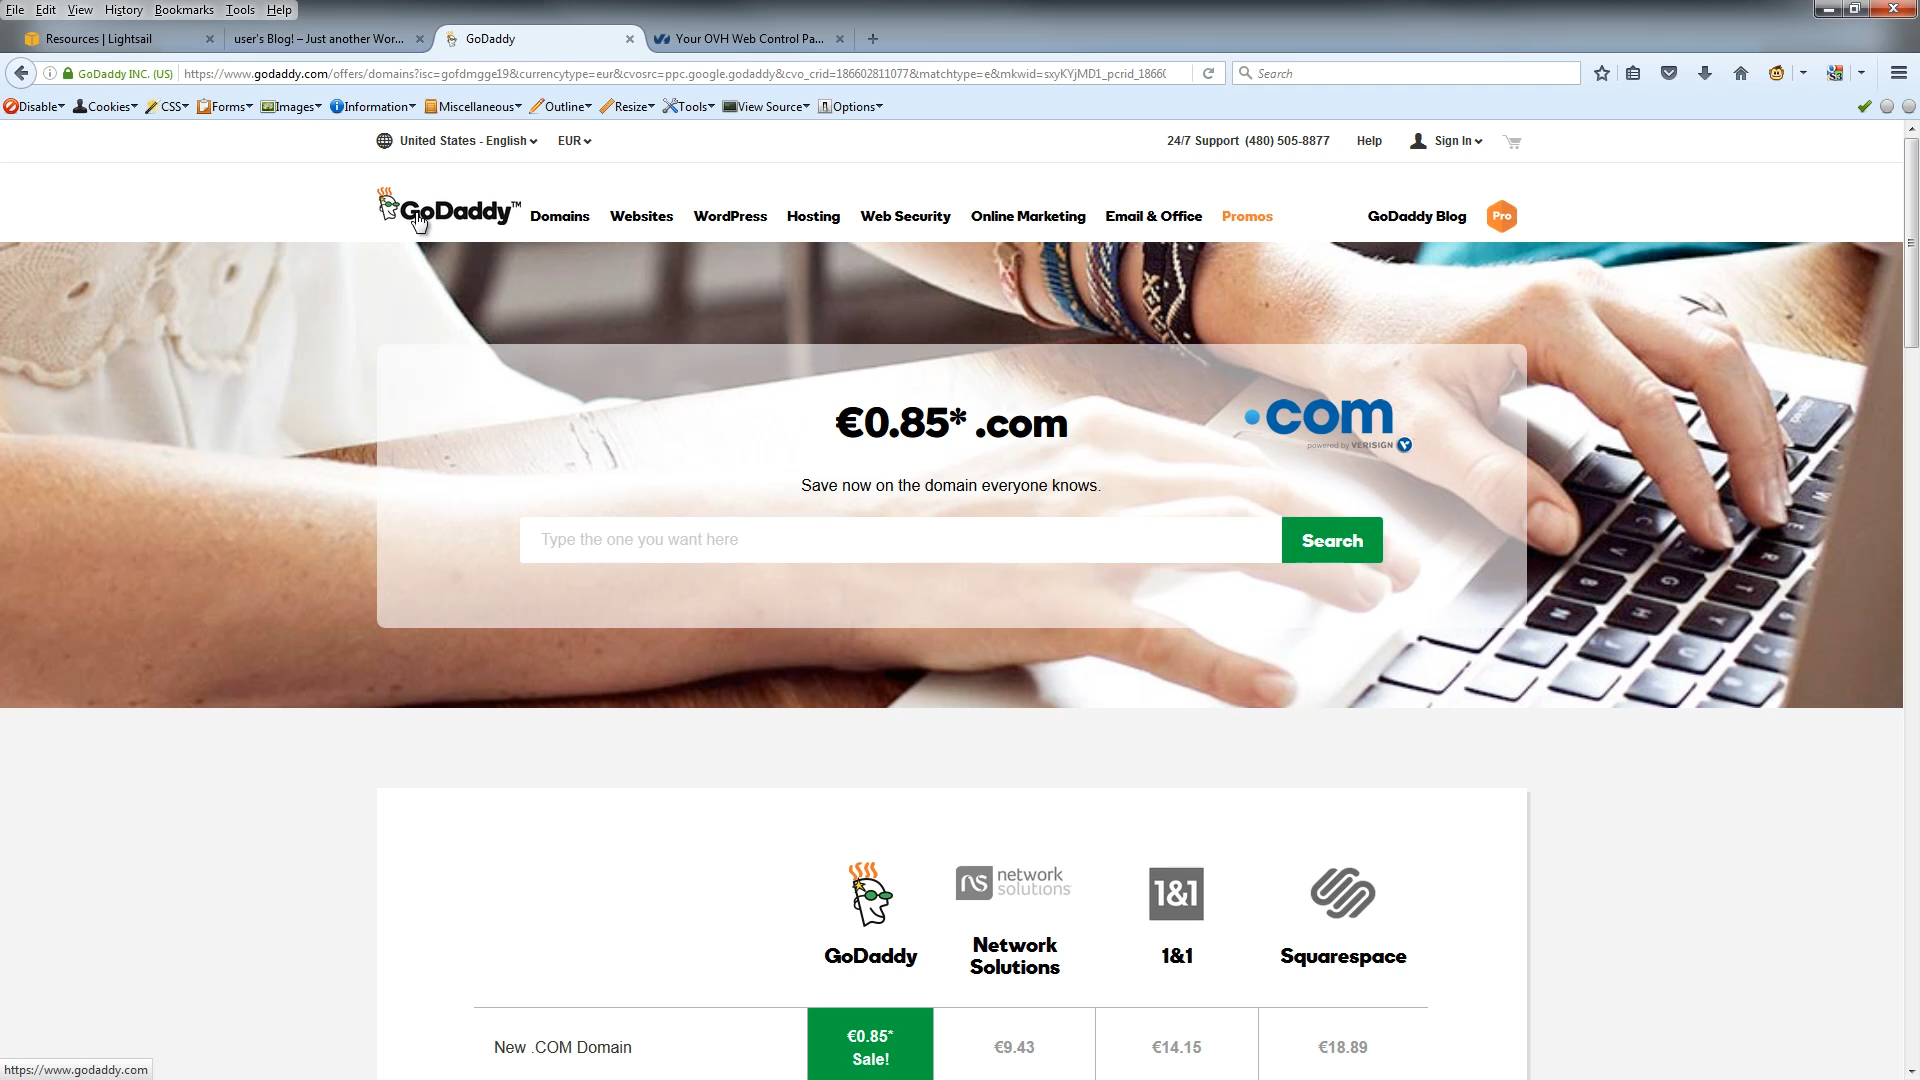 File Edit View History Bookmarks Tools Help
Resources | Lightsail
user's Blog! – Just another Wor...
GoDaddy
Your OVH Web Control Pa...
GoDaddy INC. (US)
https://www.godaddy.com/offers/domains?isc=gofdmgge19&currencytype=eur&cvosrc=ppc.google.godaddy&cvo_crid=186602811077&matchtype=e&mkwid=sxyKYjMD1_pcrid_18660
Search
Disable Cookies CSS Forms Images Information Miscellaneous Outline Resize Tools View Source Options
United States - English EUR
24/7 Support (480) 505-8877 Help Sign In
GoDaddy™ Domains Websites WordPress Hosting Web Security Online Marketing Email & Office Promos GoDaddy Blog Pro
€0.85* .com
.com
powered by VERISIGN
Save now on the domain everyone knows.
Type the one you want here
Search
network
solutions
1&1
GoDaddy
Network
Solutions
1&1
Squarespace
New .COM Domain
€0.85*
Sale!
€9.43
€14.15
€18.89
https://www.godaddy.com